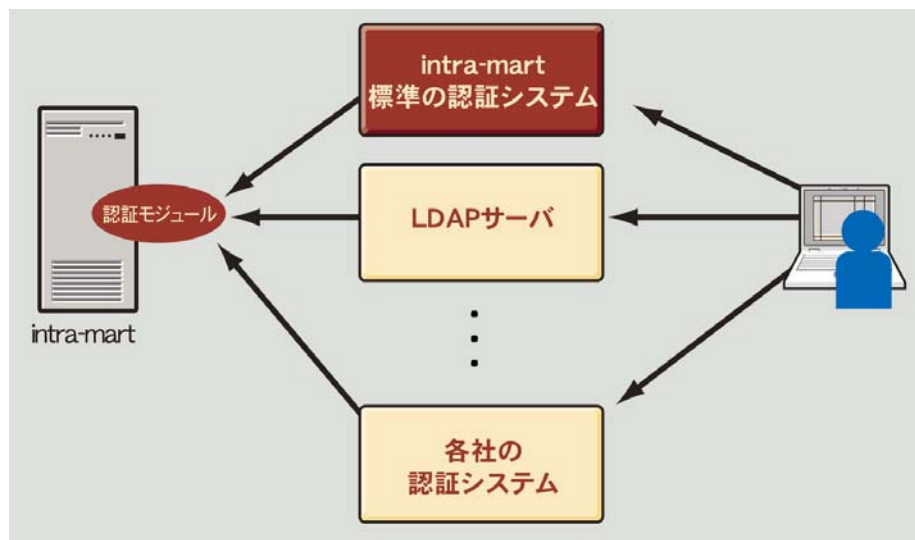 intra-mart
標準の認証システム
認証モジュール
LDAPサーバ
intra-mart
各社の
認証システム